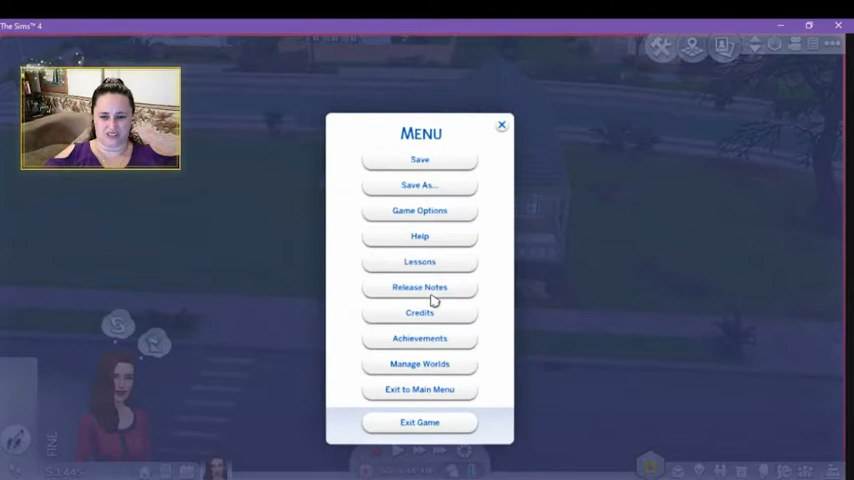 The Sims™ 4
MENU
Save
Save As...
Game Options
Help
Lessons
Release Notes
Credits
Achievements
Manage Worlds
Exit to Main Menu
Exit Game
FINE